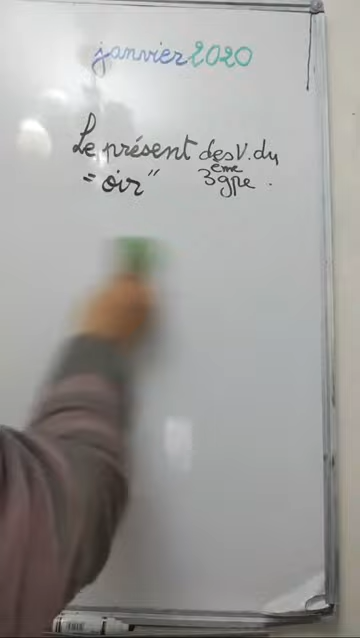 janvier 2020
Le présent des V. du
"oir" 3ème gpe.